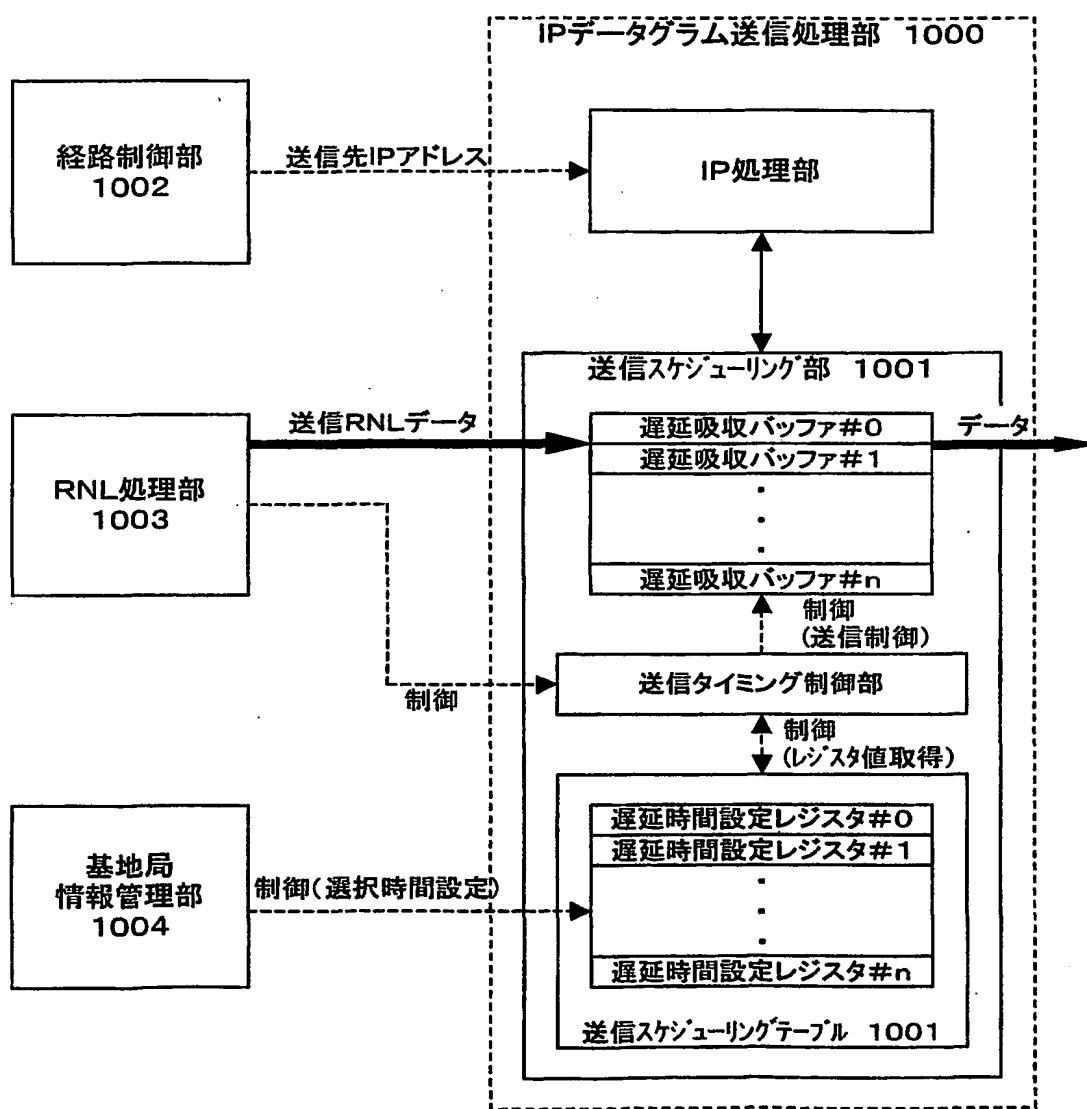 IPデータグラム送信処理部 1000
経路制御部
1002
送信先IPアドレス
IP処理部
送信スケジューリング部 1001
RNL処理部
1003
送信RNLデータ
遅延吸収バッファ#0
遅延吸収バッファ#1
遅延吸収バッファ#n
データ
制御
(送信制御)
制御
送信タイミング制御部
制御
(レジスタ値取得)
基地局
情報管理部
1004
制御(選択時間設定)
遅延時間設定レジスタ#0
遅延時間設定レジスタ#1
遅延時間設定レジスタ#n
送信スケジューリングテーブル 1001